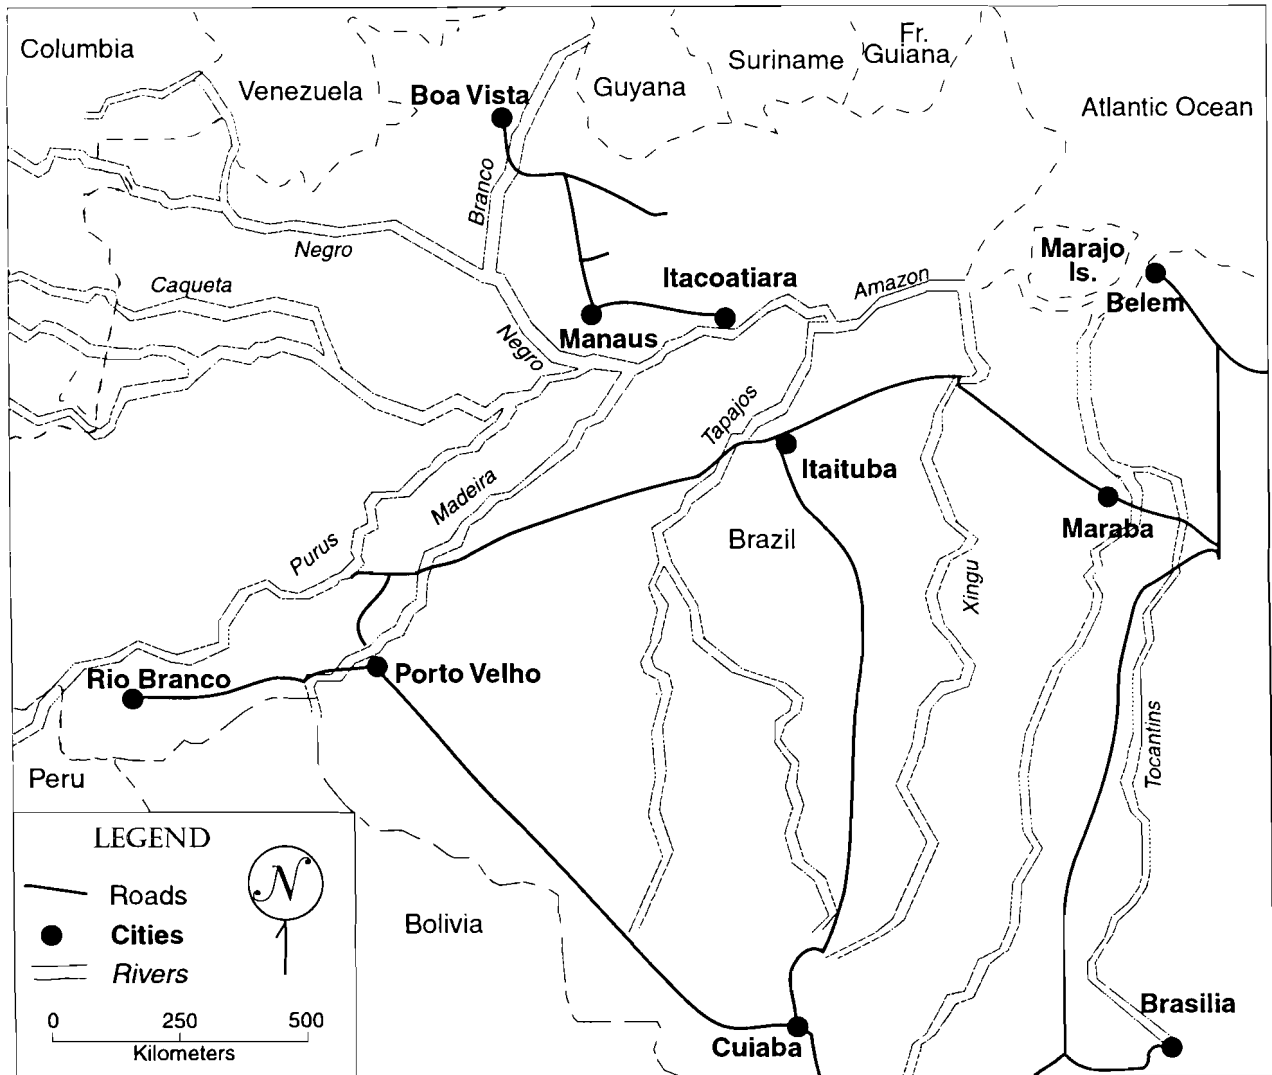 Columbia
Venezuela
Boa Vista
Guyana
Suriname
Fr.
Guiana
Atlantic Ocean
Branco
Negro
Caqueta
Negro
Itacoatiara
Manaus
Amazon
Marajo
Is.
Belem
Tapajos
Itaituba
Madeira
Purus
Brazil
Xingu
Maraba
Rio Branco
Porto Velho
Tocantins
Peru
Bolivia
Cuiaba
Brasilia
LEGEND
N
Roads
Cities
Rivers
0 250 500
Kilometers